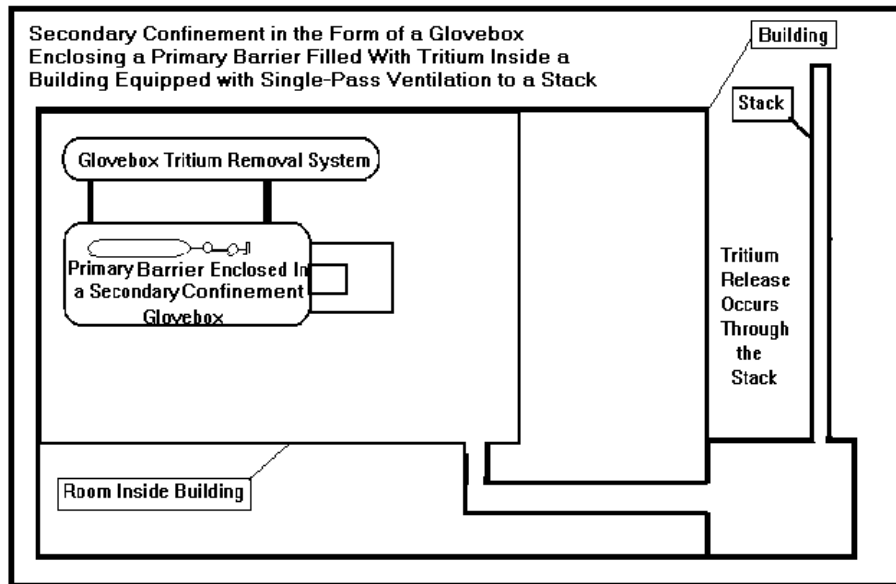 Secondary Confinement in the Form of a Glovebox
Enclosing a Primary Barrier Filled With Tritium Inside a
Building Equipped with Single-Pass Ventilation to a Stack
Building
Stack
Glovebox Tritium Removal System
Primary Barrier Enclosed In
a Secondary Confinement
Glovebox
Tritium
Release
Occurs
Through
the
Stack
Room Inside Building